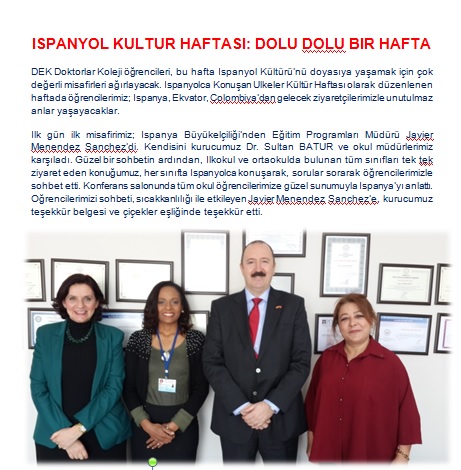 ISPANYOL KULTUR HAFTASI: DOLU DOLU BIR HAFTA
DEK Doktorlar Koleji öğrencileri, bu hafta Ispanyol Kültürü'nü doyasıya yaşamak için çok
değerli misafirleri ağırlayacak. Ispanyolca Konuşan Ulkeler Kültür Haftası olarak düzenlenen
haftada öğrencilerimiz; Ispanya, Ekvator, Colombiya'dan gelecek ziyaretçilerimizle unutulmaz
anlar yaşayacaklar.
Ilk gün ilk misafirimiz; Ispanya Büyükelçiliği'nden Eğitim Programları Müdürü Javier
Menendez Sanchez'di. Kendisini kurucumuz Dr. Sultan BATUR ve okul müdürlerimiz
karşıladı. Güzel bir sohbetin ardından, Ilkokul ve ortaokulda bulunan tüm sınıfları tek tek
ziyaret eden konuğumuz, her sınıfta Ispanyolca konuşarak, sorular sorarak öğrencilerimizle
sohbet etti. Konferans salonunda tüm okul öğrencilerimize güzel sunumuyla Ispanya'yı anlattı.
Oğrencilerimizi sohbeti, sıcakkanlılığı ile etkileyen Javier Menendez Sanchez'e, kurucumuz
teşekkür belgesi ve çiçekler eşliğinde teşekkür etti.